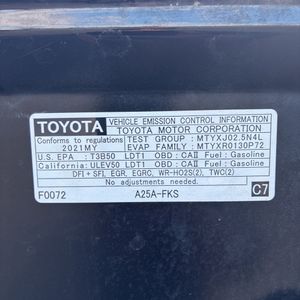 TOYOTA
VEHICLE EMISSION CONTROL INFORMATION
TOYOTA MOTOR CORPORATION
Conforms to regulations
2021MY
TEST GROUP : MTYXJ02.5N4L
EVAP FAMILY : MTYXR0130P72
U.S. EPA : T3B50 LDT1 OBD : CAⅡ Fuel : Gasoline
California: ULEV50 LDT1 OBD : CAⅡ Fuel : Gasoline
No adjustments needed.
DFI + SFI, EGR, EGRC, WR-HO2S(2), TWC(2)
F0072 A25A-FKS C7